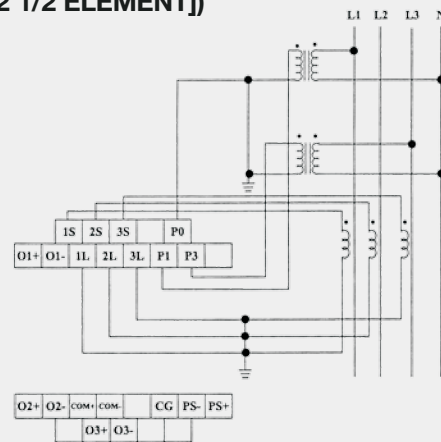 2 1/2 ELEMENT])
L1 L2 L3 N
1S 2S 3S P0
O1+ O1- 1L 2L 3L P1 P3
O2+ O2- COM+ COM- CG PS- PS+
O3+ O3-